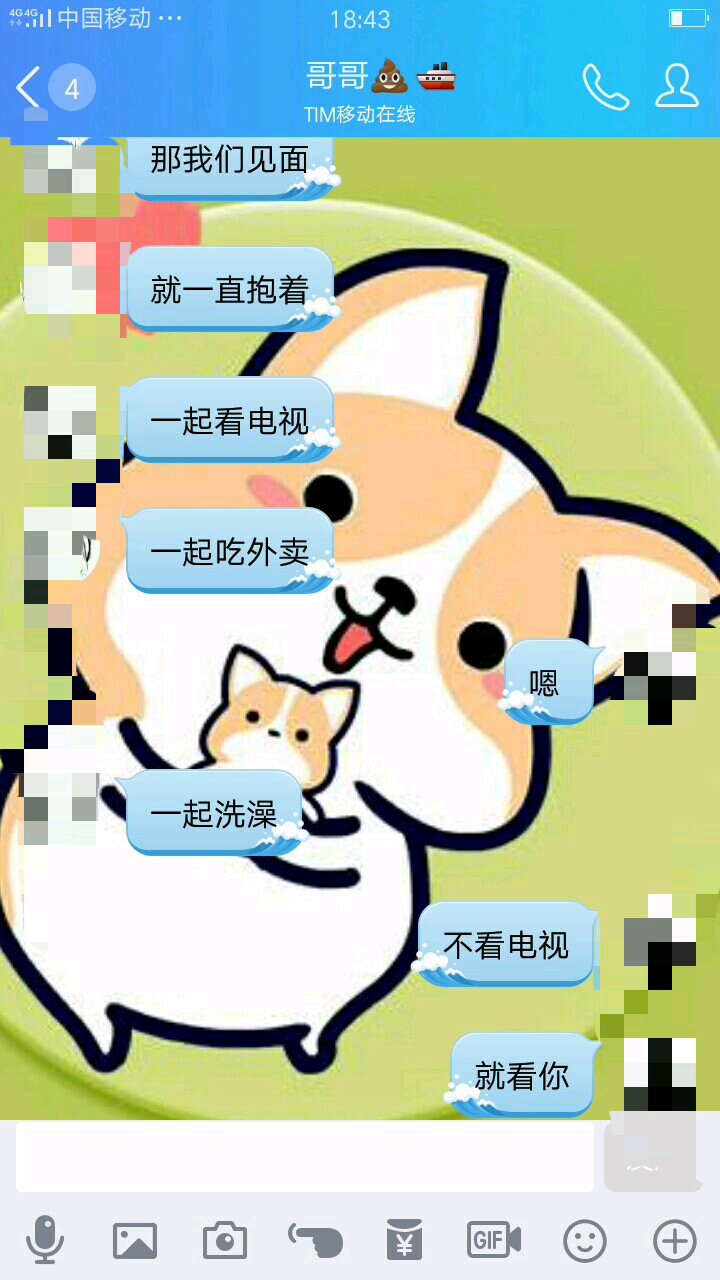 4G 4G 中国移动 ··· 18:43
4 哥哥💩🚢
TIM移动在线
那我们见面
就一直抱着
一起看电视
一起吃外卖
嗯
一起洗澡
不看电视
就看你
GIF